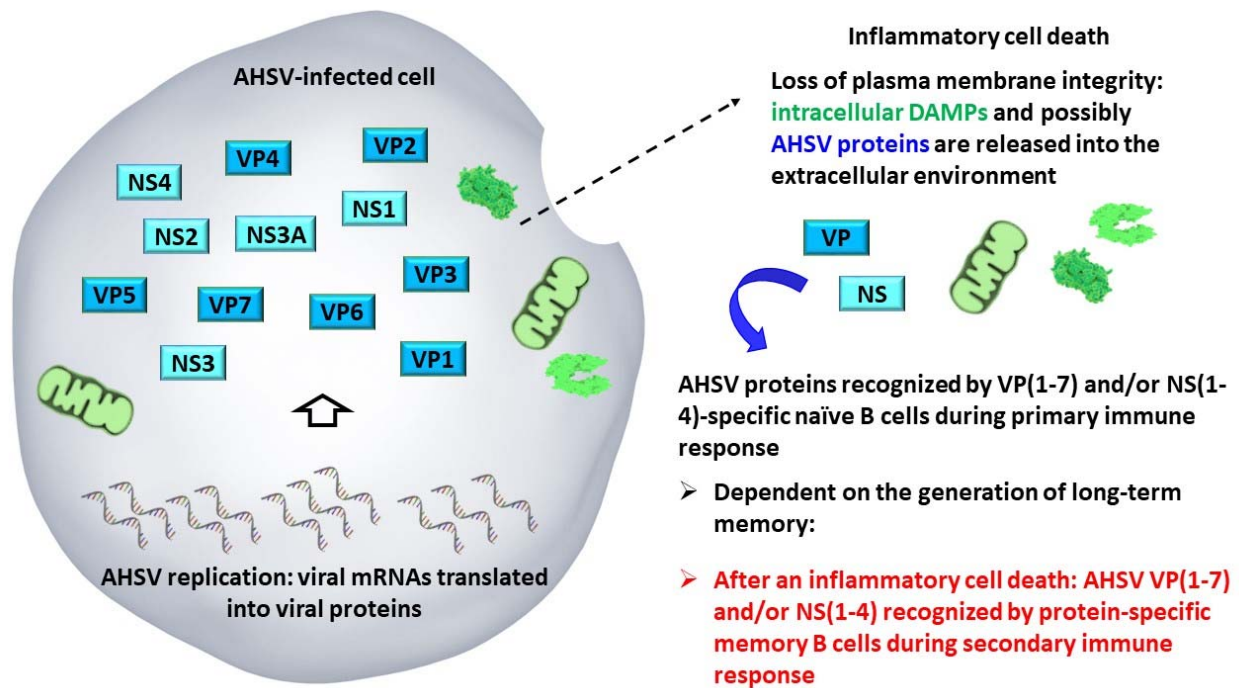 AHSV-infected cell
VP4
VP2
NS4
NS1
NS2
NS3A
VP3
VP5
VP7
VP6
NS3
VP1
AHSV replication: viral mRNAs translated
into viral proteins
Inflammatory cell death
Loss of plasma membrane integrity:
intracellular DAMPs and possibly
AHSV proteins are released into the
extracellular environment
VP
NS
AHSV proteins recognized by VP(1-7) and/or NS(1-
4)-specific naïve B cells during primary immune
response
➢ Dependent on the generation of long-term
memory:
➢ After an inflammatory cell death: AHSV VP(1-7)
and/or NS(1-4) recognized by protein-specific
memory B cells during secondary immune
response